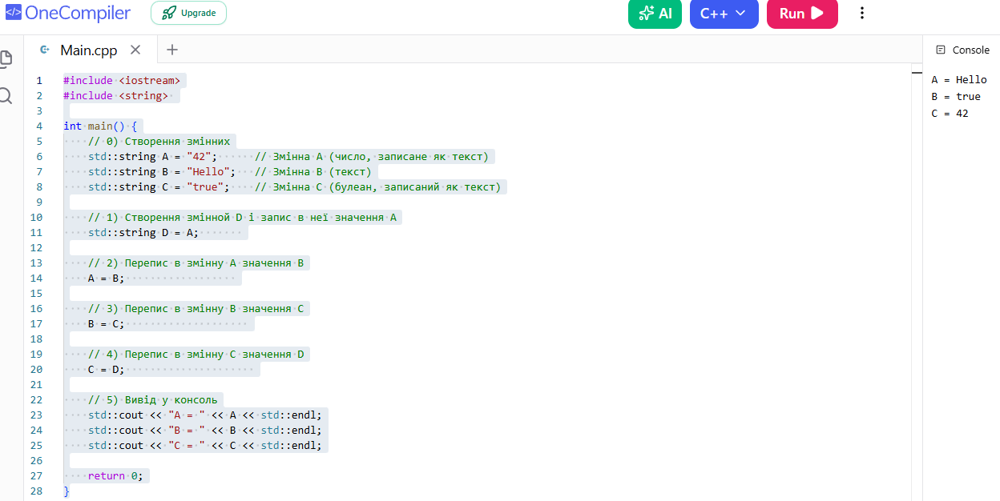 OneCompiler
Upgrade
AI
C++
Run
Main.cpp
Console
1 #include <iostream>
2 #include <string>
3
4 int main() {
5     // 0) Створення змінних
6     std::string A = "42";      // Змінна A (число, записане як текст)
7     std::string B = "Hello";   // Змінна B (текст)
8     std::string C = "true";    // Змінна C (булеан, записаний як текст)
9
10     // 1) Створення змінной D і запис в неї значення A
11     std::string D = A;
12
13     // 2) Перепис в змінну A значення B
14     A = B;
15
16     // 3) Перепис в змінну B значення C
17     B = C;
18
19     // 4) Перепис в змінну C значення D
20     C = D;
21
22     // 5) Вивід у консоль
23     std::cout << "A = " << A << std::endl;
24     std::cout << "B = " << B << std::endl;
25     std::cout << "C = " << C << std::endl;
26
27     return 0;
28 }
A = Hello
B = true
C = 42